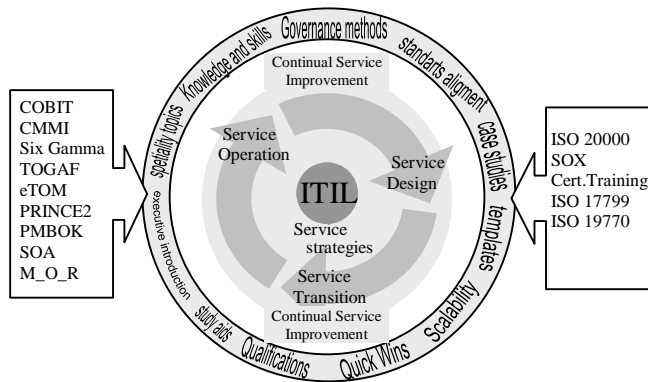 Governance methods
standarts aligment
case studies
templates
Scalability
Quick Wins
Qualifications
study aids
executive introduction
spetiality topics
Knowledge and skills
Continual Service
Improvement
COBIT
CMMI
Six Gamma
TOGAF
eTOM
PRINCE2
PMBOK
SOA
M_O_R
Service
Operation
Service
Design
ITIL
Service
strategies
Service
Transition
Continual Service
Improvement
ISO 20000
SOX
Cert.Training
ISO 17799
ISO 19770